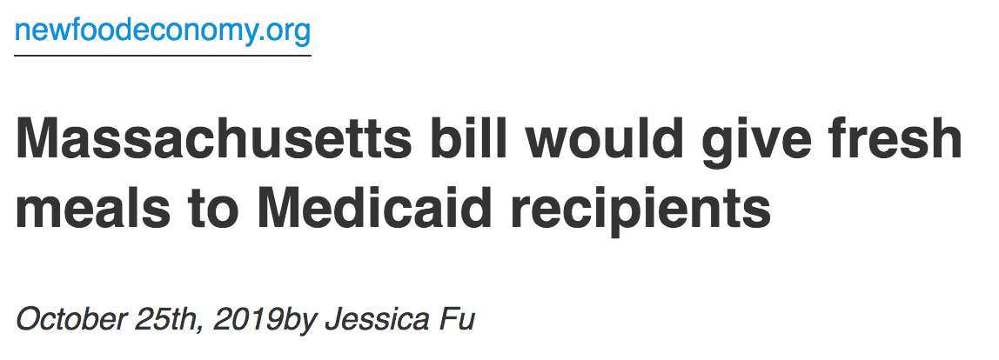 newfoodeconomy.org
Massachusetts bill would give fresh
meals to Medicaid recipients
October 25th, 2019by Jessica Fu